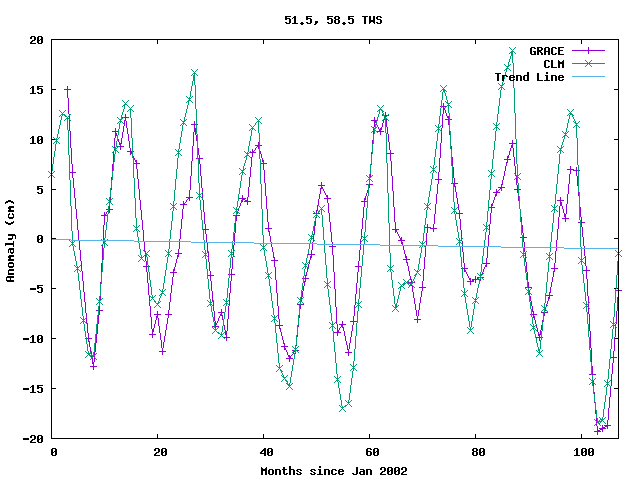 51.5, 58.5 TWS
GRACE
CLM
Trend Line
20
15
10
5
0
-5
-10
-15
-20
Anomaly (cm)
0 20 40 60 80 100
Months since Jan 2002